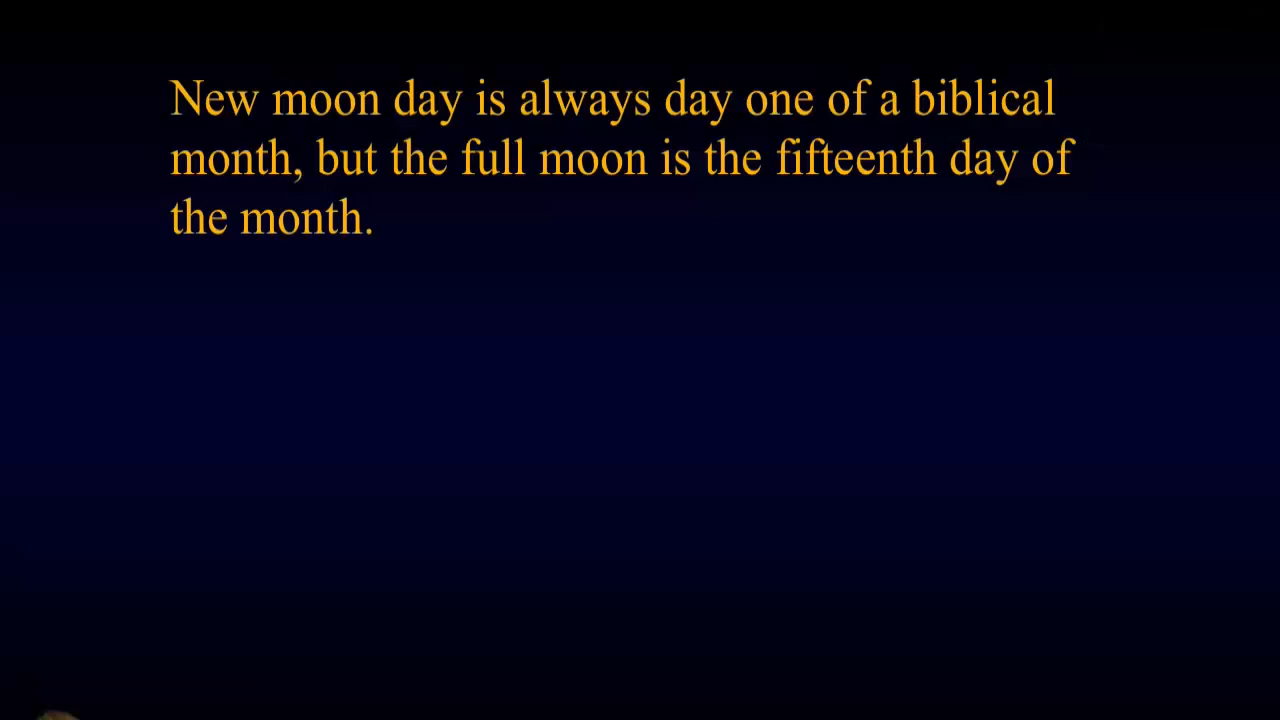 New moon day is always day one of a biblical
month, but the full moon is the fifteenth day of
the month.